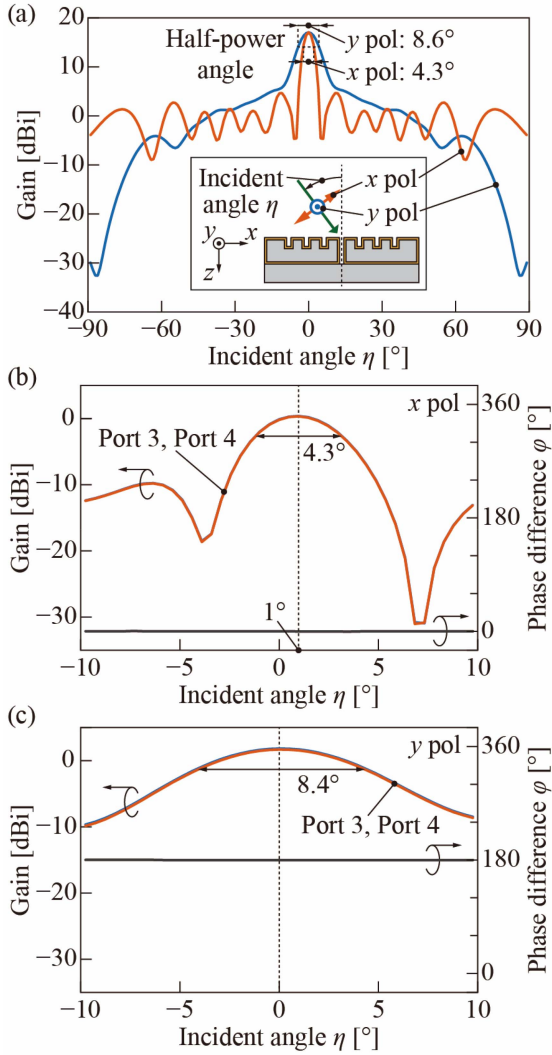 (a)
Gain [dBi]
20
10
0
−10
−20
−30
−40
Half-power
angle
y pol: 8.6°
x pol: 4.3°
Incident
angle η
x pol
y pol
y
x
z
−90
−60
−30
0
30
60
90
Incident angle η [°]
(b)
x pol
Gain [dBi]
0
−10
−20
−30
Port 3, Port 4
4.3°
1°
360
180
0
Phase difference φ [°]
−10
−5
0
5
10
Incident angle η [°]
(c)
y pol
Gain [dBi]
0
−10
−20
−30
8.4°
Port 3, Port 4
360
180
0
Phase difference φ [°]
−10
−5
0
5
10
Incident angle η [°]